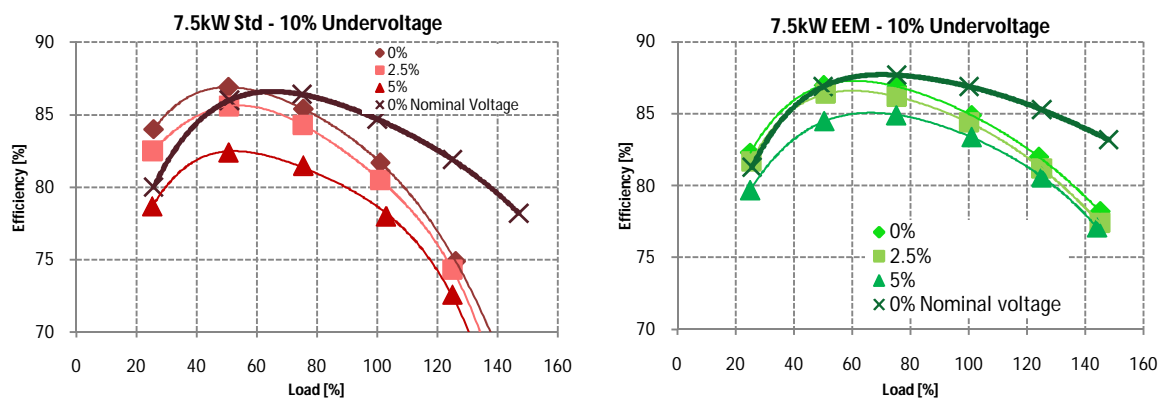 7.5kW Std - 10% Undervoltage
90
85
80
75
70
Efficiency [%]
0%
2.5%
5%
0% Nominal Voltage
0 20 40 60 80 100 120 140 160
Load [%]
7.5kW EEM - 10% Undervoltage
90
85
80
75
70
Efficiency [%]
0%
2.5%
5%
0% Nominal voltage
0 20 40 60 80 100 120 140 160
Load [%]